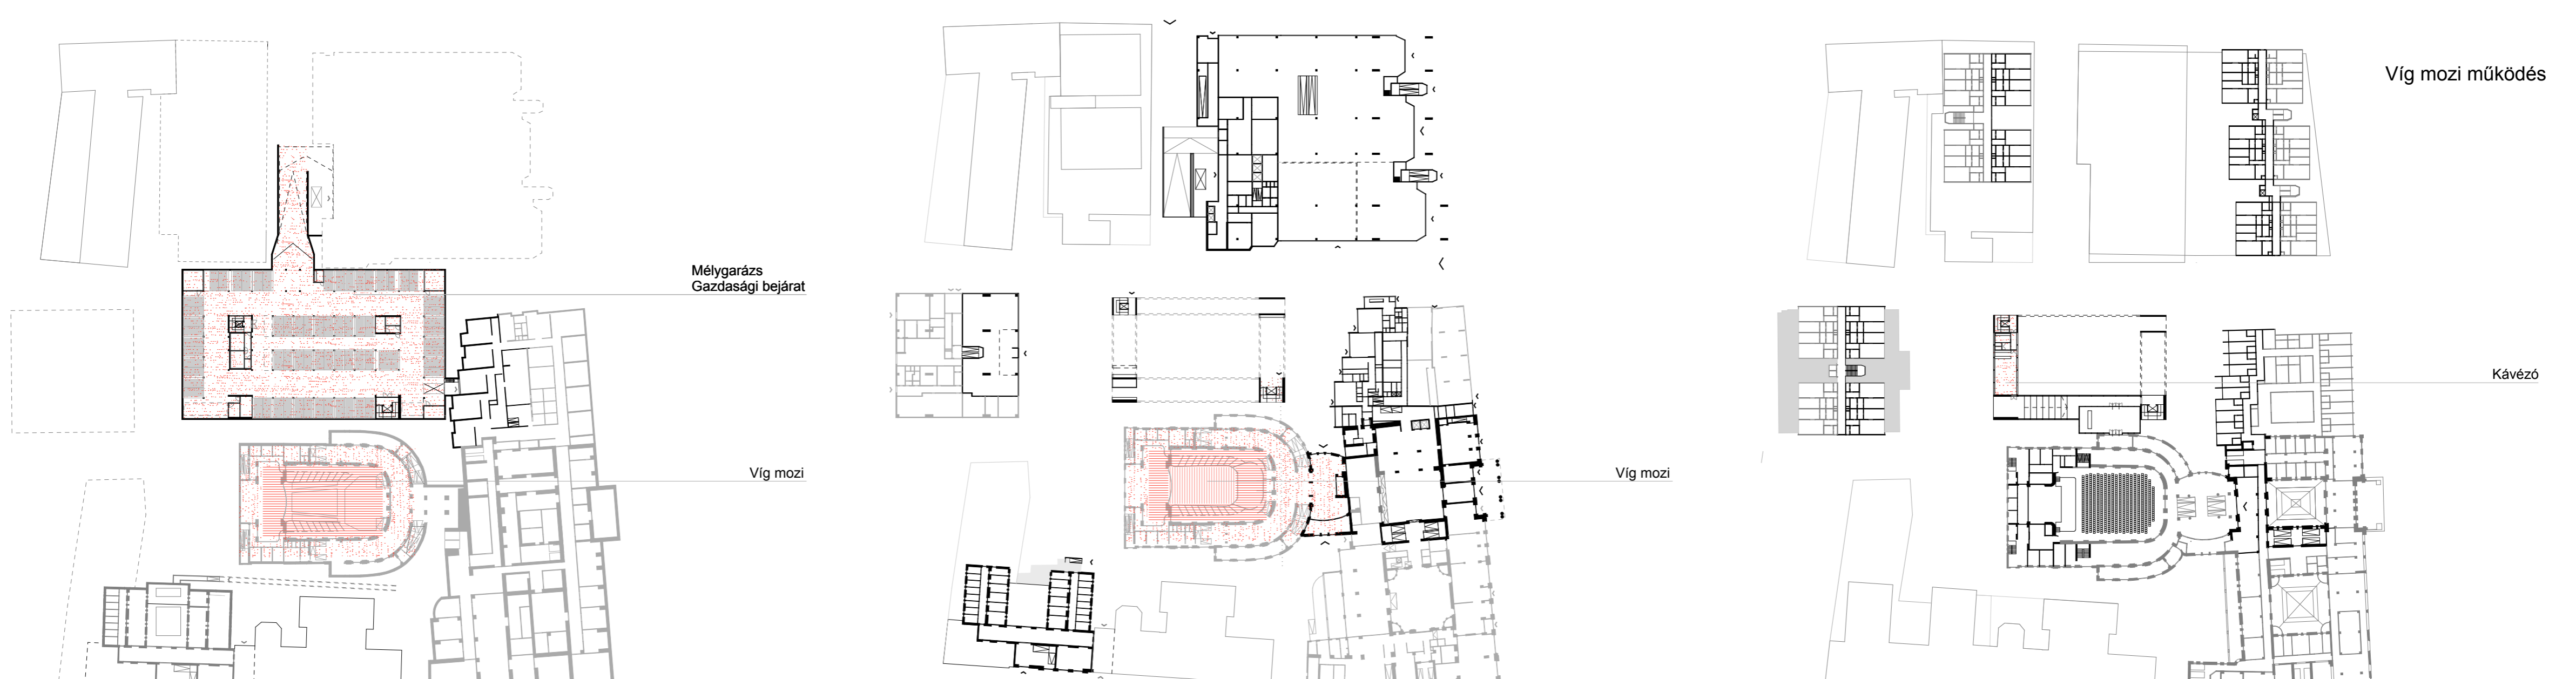 Víg mozi működés
Mélygarázs
Gazdasági bejárat
Víg mozi
Víg mozi
Kávézó